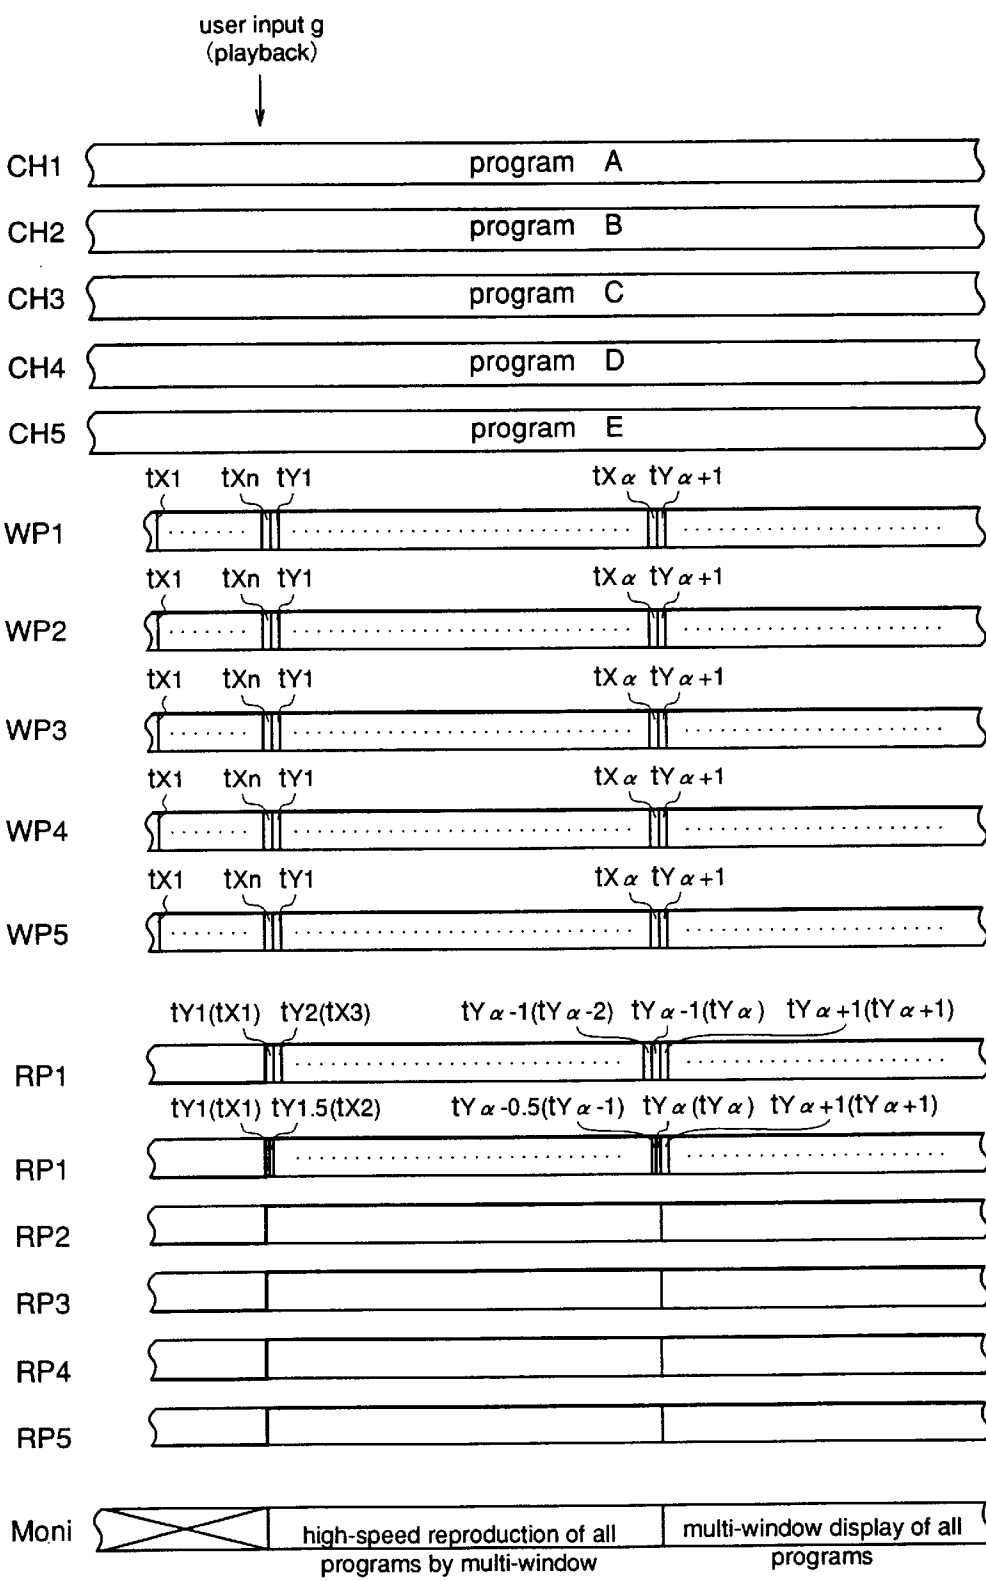 user input g
(playback)
CH1 program A
CH2 program B
CH3 program C
CH4 program D
CH5 program E
tX1 tXn tY1 tXα tYα+1
WP1
tX1 tXn tY1 tXα tYα+1
WP2
tX1 tXn tY1 tXα tYα+1
WP3
tX1 tXn tY1 tXα tYα+1
WP4
tX1 tXn tY1 tXα tYα+1
WP5
tY1(tX1) tY2(tX3) tYα-1(tYα-2) tYα-1(tYα) tYα+1(tYα+1)
RP1
tY1(tX1) tY1.5(tX2) tYα-0.5(tYα-1) tYα(tYα) tYα+1(tYα+1)
RP1
RP2
RP3
RP4
RP5
Moni
high-speed reproduction of all
programs by multi-window
multi-window display of all
programs